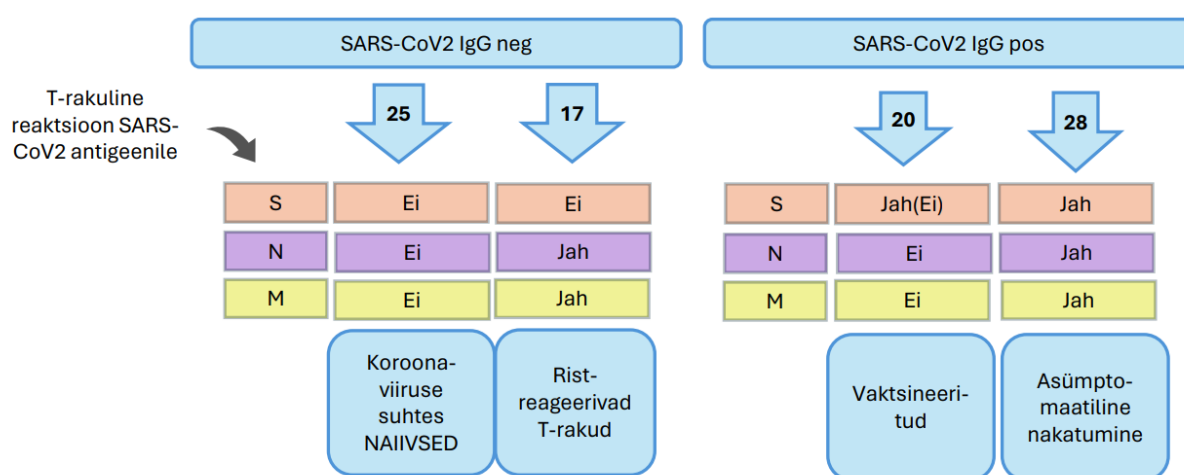 SARS-CoV2 IgG neg
SARS-CoV2 IgG pos
T-rakuline
reaktsioon SARS-
CoV2 antigeenile
25
17
20
28
S
Ei
Ei
S
Jah(Ei)
Jah
N
Ei
Jah
N
Ei
Jah
M
Ei
Jah
M
Ei
Jah
Koroona-
viiruse
suhtes
NAIIVSED
Rist-
reageerivad
T-rakud
Vaktsineeri-
tud
Asümpto-
maatiline
nakatumine